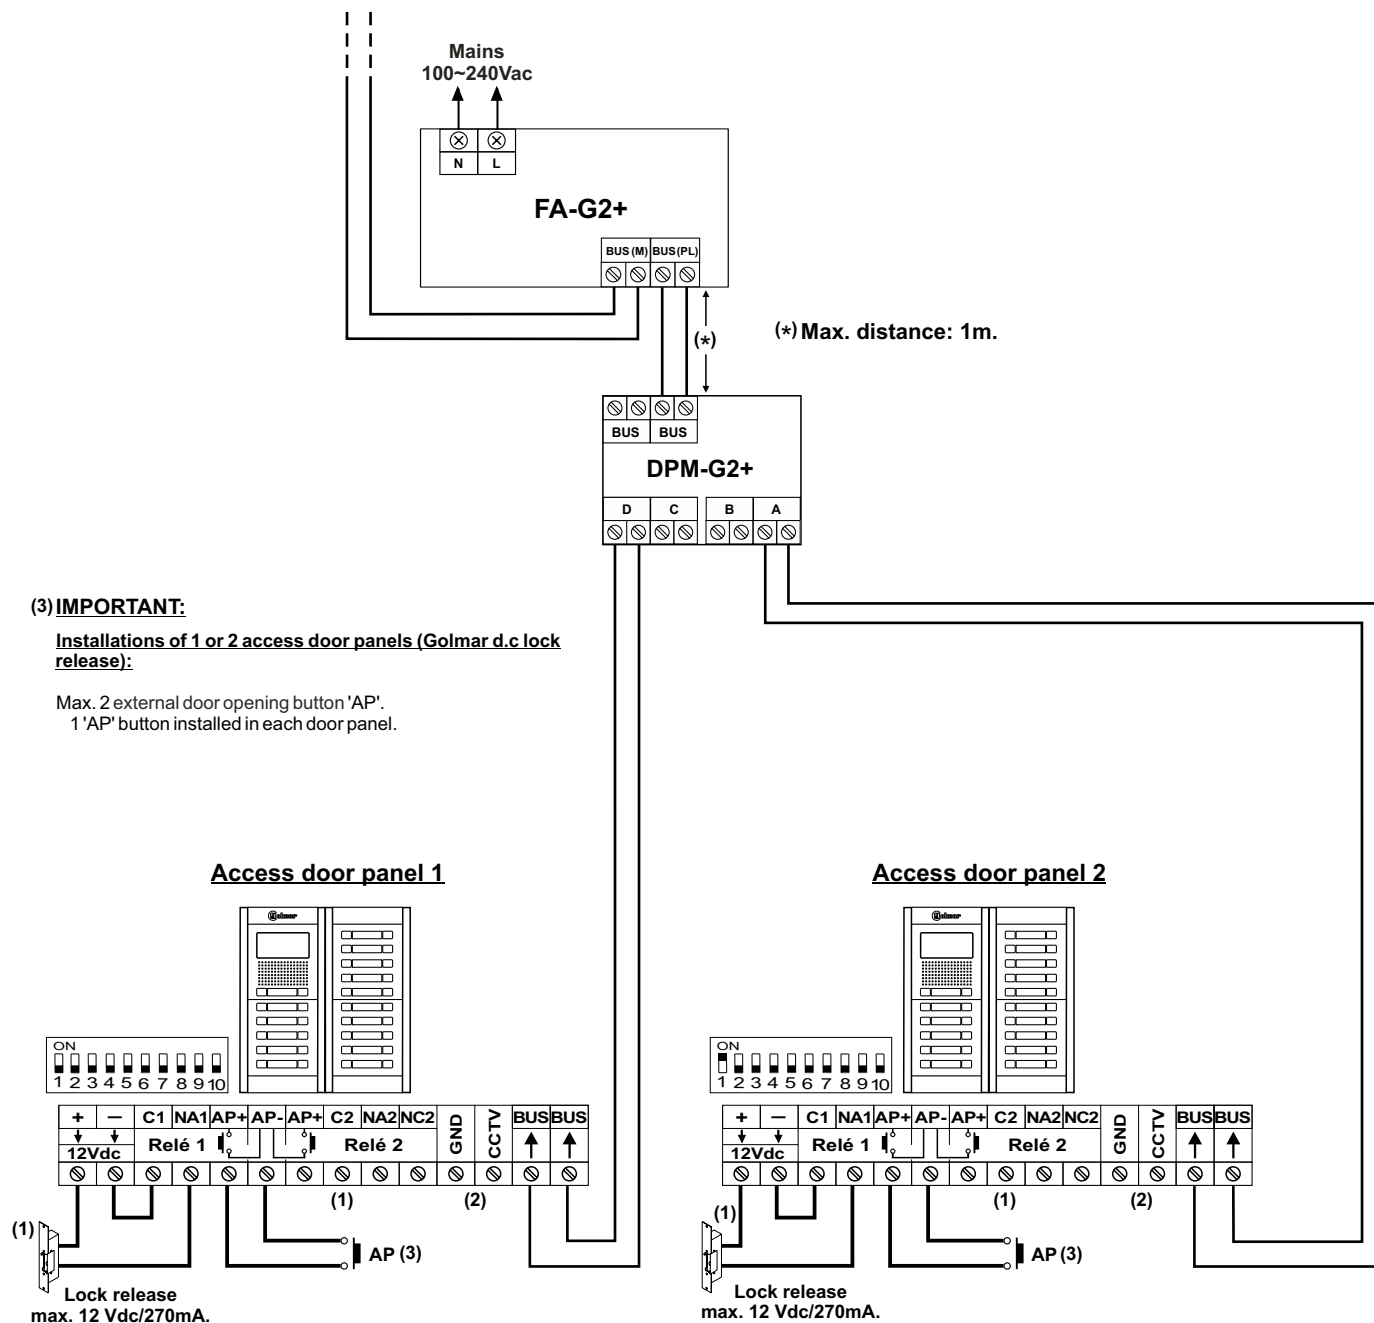 Mains
100~240Vac
N L
FA-G2+
BUS (M) BUS (PL)
(*)
(*) Max. distance: 1m.
BUS BUS
DPM-G2+
D C B A
(3) IMPORTANT:
Installations of 1 or 2 access door panels (Golmar d.c lock
release):
Max. 2 external door opening button 'AP'.
1 'AP' button installed in each door panel.
Access door panel 1
Golmar
ON
1 2 3 4 5 6 7 8 9 10
+ — C1 NA1 AP+ AP- AP+ C2 NA2 NC2 GND CCTV BUS BUS
12Vdc Relé 1 Relé 2
(1) (2)
(1)
AP (3)
Lock release
max. 12 Vdc/270mA.
Access door panel 2
Golmar
ON
1 2 3 4 5 6 7 8 9 10
+ — C1 NA1 AP+ AP- AP+ C2 NA2 NC2 GND CCTV BUS BUS
12Vdc Relé 1 Relé 2
(1) (2)
(1)
AP (3)
Lock release
max. 12 Vdc/270mA.